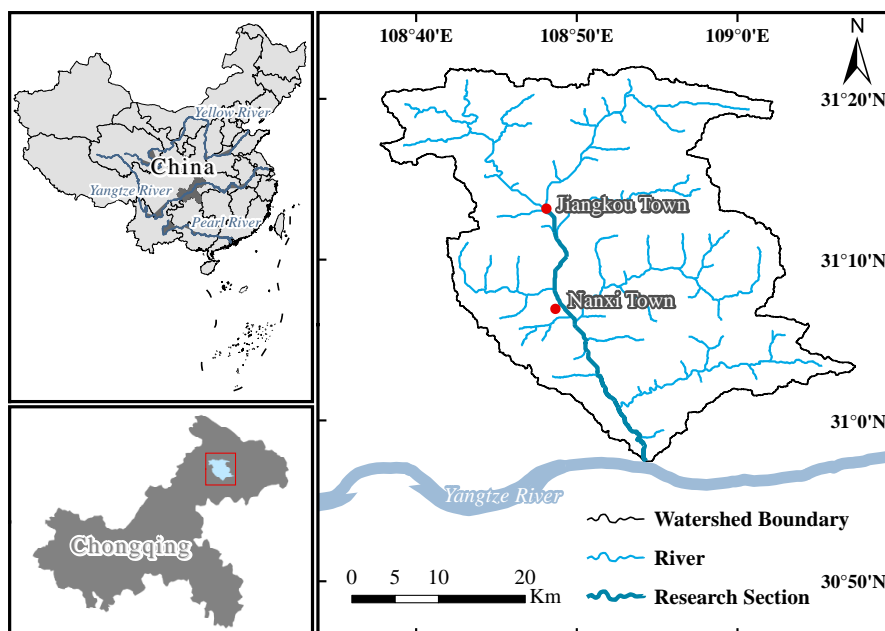 Yellow River
China
Yangtze River
Pearl River
Chongqing
108°40'E 108°50'E 109°0'E
N
31°20'N
Jiangkou Town
31°10'N
Nanxi Town
31°0'N
Yangtze River
Watershed Boundary
River
30°50'N
Research Section
0 5 10 20
Km